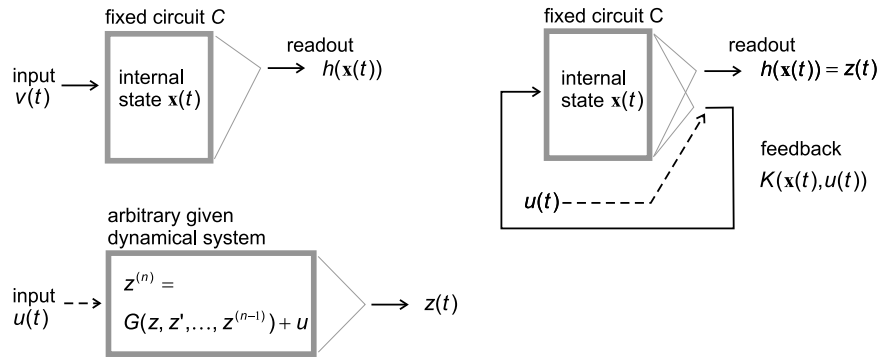 fixed circuit C
input
v(t)
internal
state x(t)
readout
h(x(t))
arbitrary given
dynamical system
input
u(t)
z⁽ⁿ⁾ =
G(z, z',..., z⁽ⁿ⁻¹⁾) + u
z(t)
fixed circuit C
internal
state x(t)
readout
h(x(t)) = z(t)
feedback
K(x(t),u(t))
u(t)